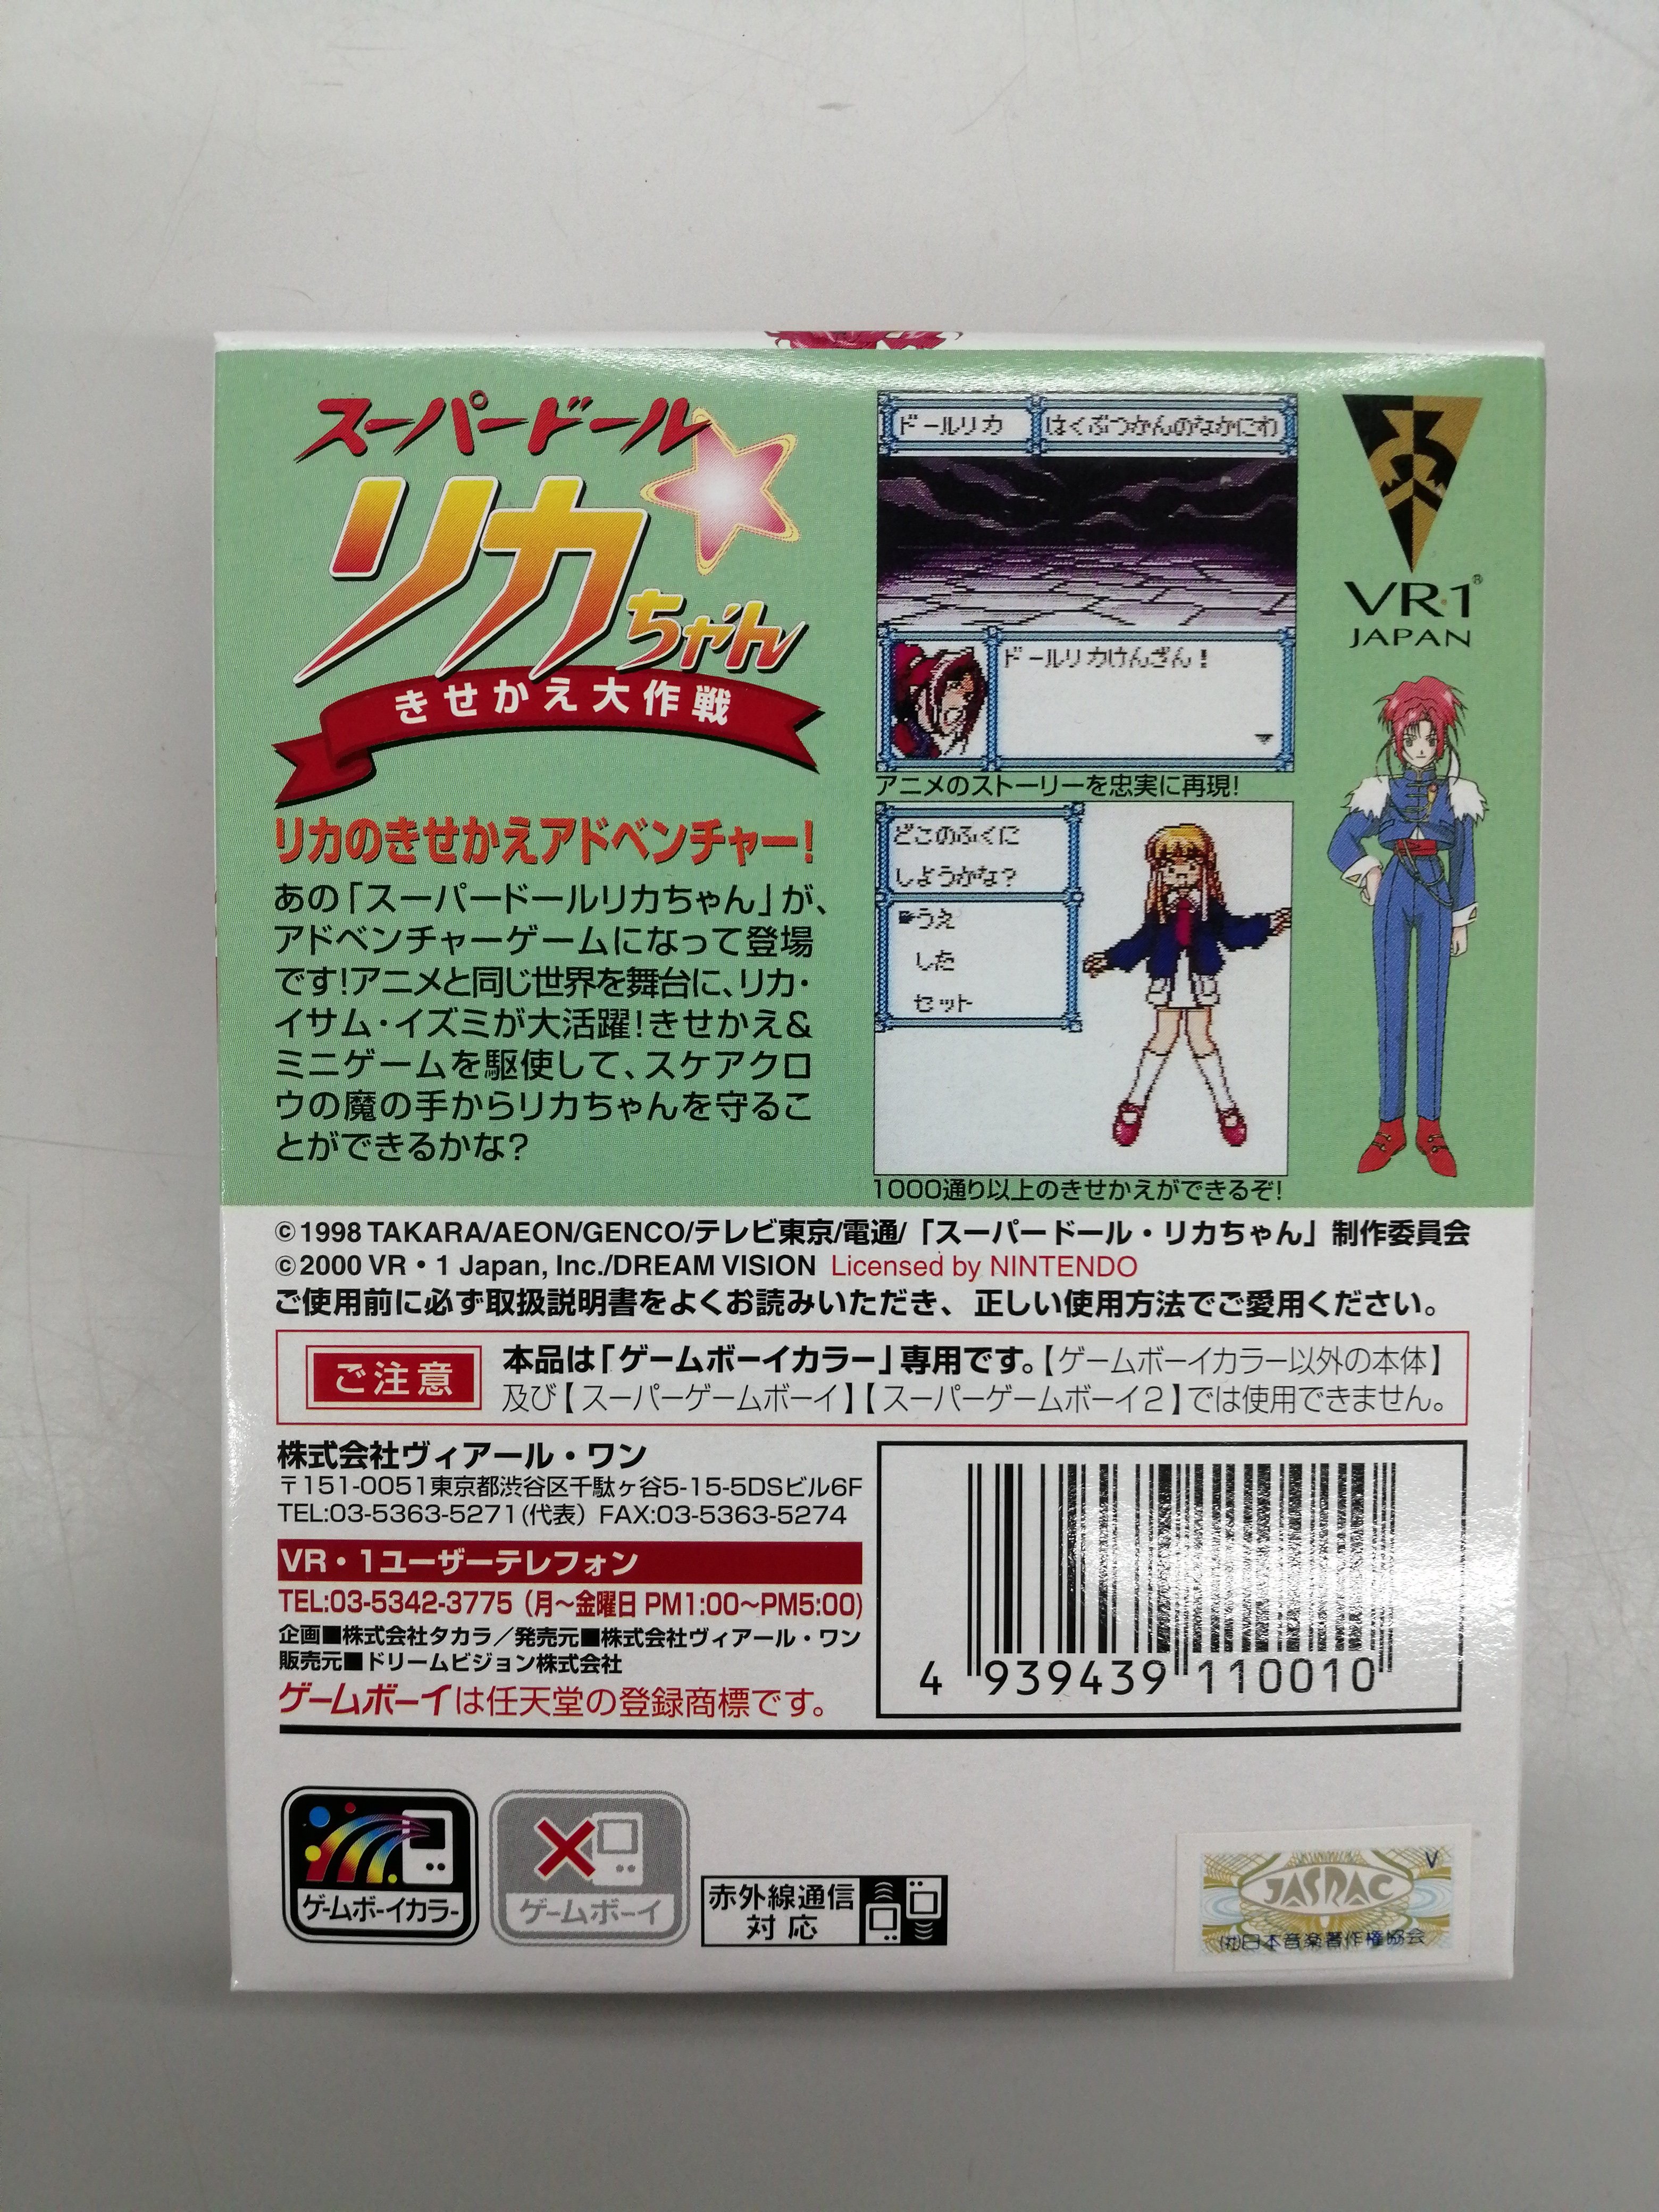 スーパードール
リカちゃん
きせかえ大作戦
リカのきせかえアドベンチャー!
あの「スーパードールリカちゃん」が、
アドベンチャーゲームになって登場
です!アニメと同じ世界を舞台に、リカ・
イサム・イズミが大活躍!きせかえ&
ミニゲームを駆使して、スケアクロ
ウの魔の手からリカちゃんを守るこ
とができるかな?
ドールリカ はくぶつかんのなかにわ
ドールリカけんざん!
アニメのストーリーを忠実に再現!
どこのふくに
しようかな?
うえ
した
セット
1000通り以上のきせかえができるぞ!
VR・1®
JAPAN
©1998 TAKARA/AEON/GENCO/テレビ東京/電通/「スーパードール・リカちゃん」制作委員会
©2000 VR・1 Japan, Inc./DREAM VISION Licensed by NINTENDO
ご使用前に必ず取扱説明書をよくお読みいただき、正しい使用方法でご愛用ください。
ご注意
本品は「ゲームボーイカラー」専用です。【ゲームボーイカラー以外の本体】
及び【スーパーゲームボーイ】【スーパーゲームボーイ2】では使用できません。
株式会社ヴィアール・ワン
〒151-0051東京都渋谷区千駄ヶ谷5-15-5DSビル6F
TEL:03-5363-5271(代表) FAX:03-5363-5274
VR・1ユーザーテレフォン
TEL:03-5342-3775 (月~金曜日 PM1:00~PM5:00)
企画■株式会社タカラ/発売元■株式会社ヴィアール・ワン
販売元■ドリームビジョン株式会社
ゲームボーイは任天堂の登録商標です。
4 939439 110010
ゲームボーイカラー
ゲームボーイ
赤外線通信
対応
V
JASRAC
(社)日本音楽著作権協会